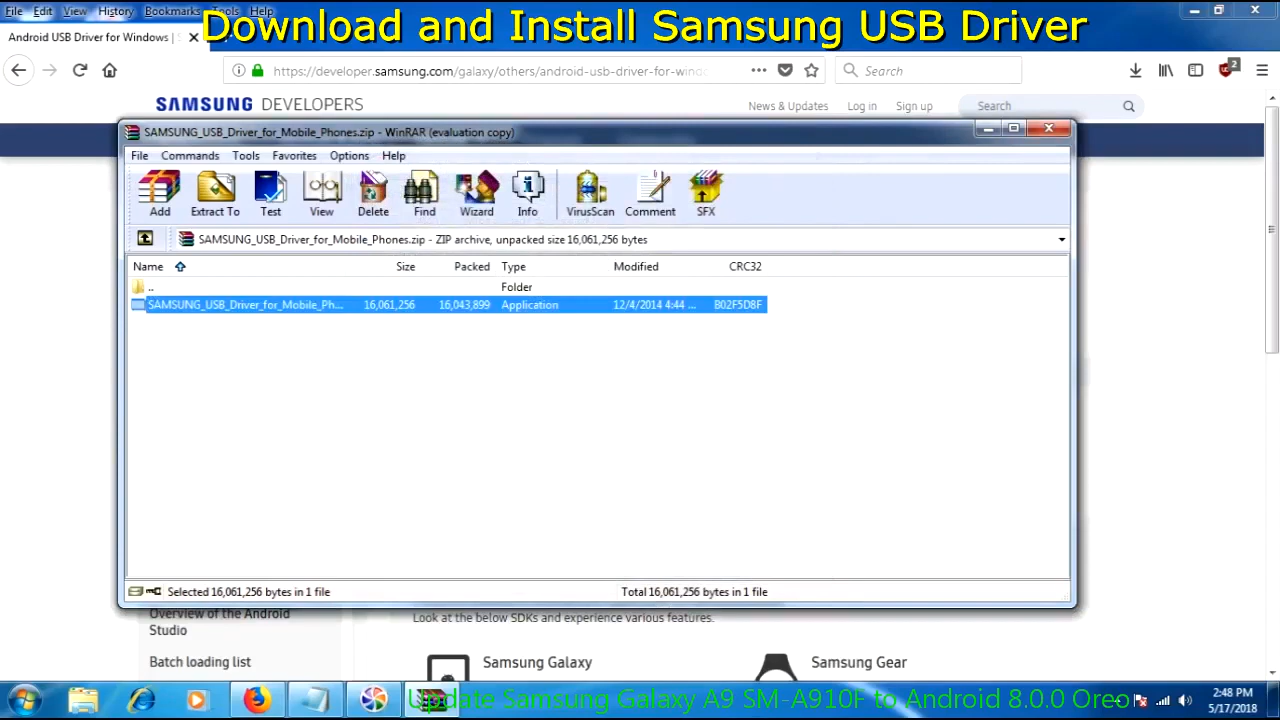 File Edit View History Bookmarks Tools Help
Download and Install Samsung USB Driver
Android USB Driver for Windows |
https://developer.samsung.com/galaxy/others/android-usb-driver-for-windo
Search
2
SAMSUNG DEVELOPERS
News & Updates Log in Sign up Search
SAMSUNG_USB_Driver_for_Mobile_Phones.zip - WinRAR (evaluation copy)
File Commands Tools Favorites Options Help
Add Extract To Test View Delete Find Wizard Info VirusScan Comment SFX
SAMSUNG_USB_Driver_for_Mobile_Phones.zip - ZIP archive, unpacked size 16,061,256 bytes
Name Size Packed Type Modified CRC32
.. Folder
SAMSUNG_USB_Driver_for_Mobile_Ph... 16,061,256 16,043,899 Application 12/4/2014 4:44 ... B02F5D8F
Selected 16,061,256 bytes in 1 file Total 16,061,256 bytes in 1 file
Overview of the Android
Studio
Look at the below SDKs and experience various features.
Batch loading list
Samsung Galaxy
Samsung Gear
Update Samsung Galaxy A9 SM-A910F to Android 8.0.0 Oreo
2:48 PM
5/17/2018